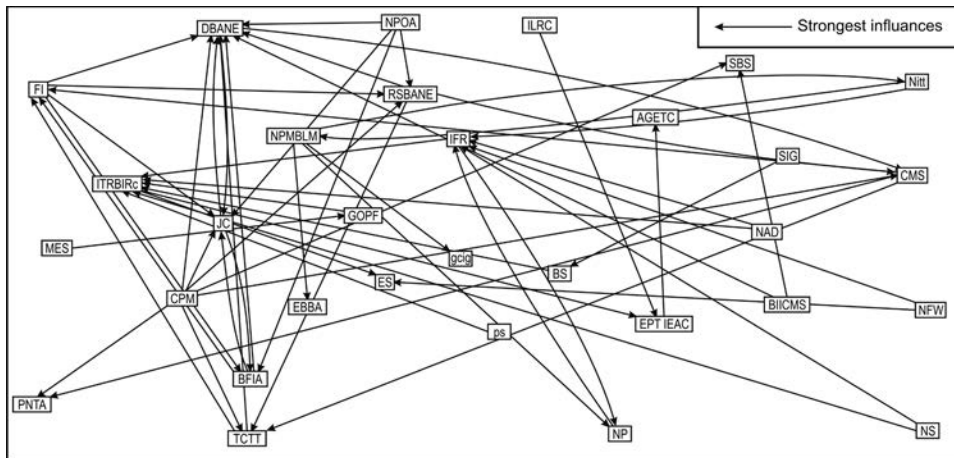 DBANE
NPOA
ILRC
Strongest influences
SBS
FI
RSBANE
Nitt
AGETC
NPMBLM
IFR
SIG
ITRBIRc
CMS
JC
GOPF
NAD
MES
gcig
BS
ES
CPM
EBBA
BIICMS
NFW
EPT IEAC
ps
BFIA
PNTA
TCTT
NP
NS